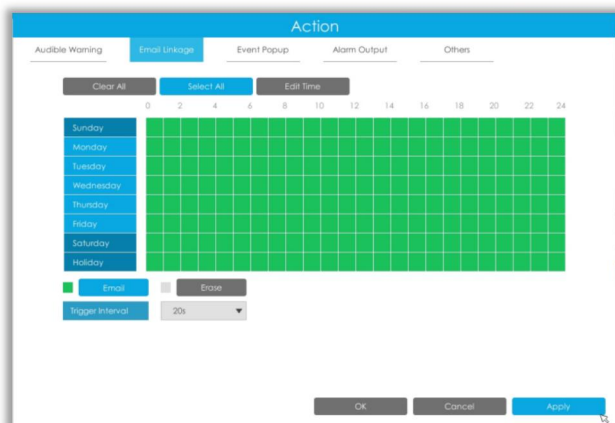 Action
Audible Warning Email Linkage Event Popup Alarm Output Others
Clear All Select All Edit Time
0 2 4 6 8 10 12 14 16 18 20 22 24
Sunday
Monday
Tuesday
Wednesday
Thursday
Friday
Saturday
Holiday
Email Erase
Trigger Interval 20s
OK Cancel Apply